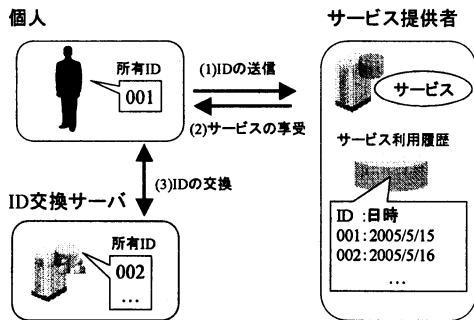 個人
所有ID
001
(1)IDの送信
(2)サービスの享受
(3)IDの交換
ID交換サーバ
所有ID
002
…
サービス提供者
サービス
サービス利用履歴
ID :日時
001:2005/5/15
002:2005/5/16
…